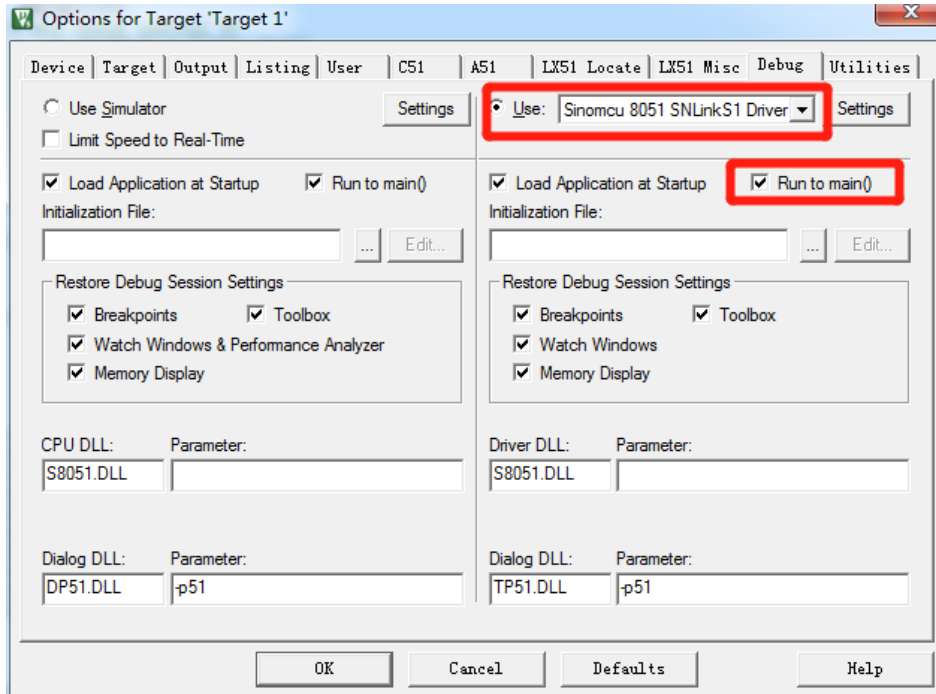 Options for Target 'Target 1'
Device Target Output Listing User C51 A51 LX51 Locate LX51 Misc Debug Utilities
Use Simulator Settings Use: Sinomcu 8051 SNLinkS1 Driver Settings
Limit Speed to Real-Time
Load Application at Startup Run to main() Load Application at Startup Run to main()
Initialization File: Initialization File:
... Edit... ... Edit...
Restore Debug Session Settings Restore Debug Session Settings
Breakpoints Toolbox Breakpoints Toolbox
Watch Windows & Performance Analyzer Watch Windows
Memory Display Memory Display
CPU DLL: Parameter: Driver DLL: Parameter:
S8051.DLL S8051.DLL
Dialog DLL: Parameter: Dialog DLL: Parameter:
DP51.DLL -p51 TP51.DLL -p51
OK Cancel Defaults Help